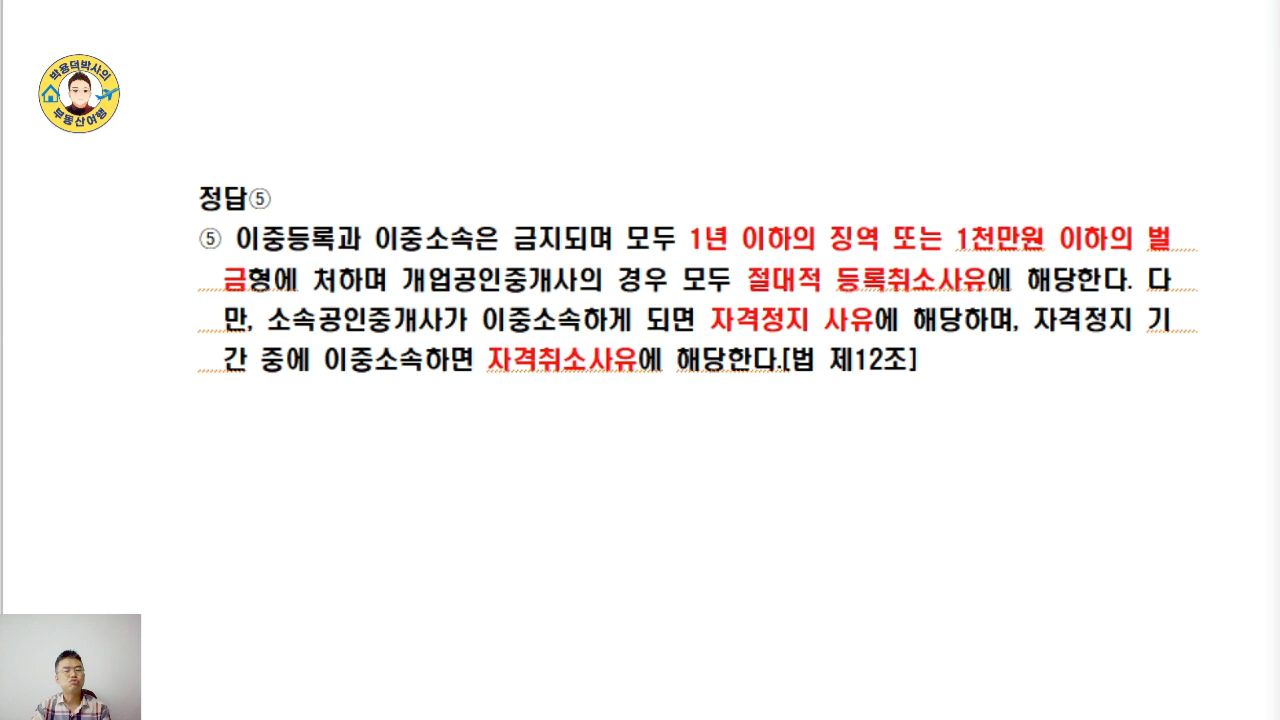 박용덕박사의
부동산여행
정답⑤
⑤ 이중등록과 이중소속은 금지되며 모두 1년 이하의 징역 또는 1천만원 이하의 벌
금형에 처하며 개업공인중개사의 경우 모두 절대적 등록취소사유에 해당한다. 다
만, 소속공인중개사가 이중소속하게 되면 자격정지 사유에 해당하며, 자격정지 기
간 중에 이중소속하면 자격취소사유에 해당한다.[법 제12조]